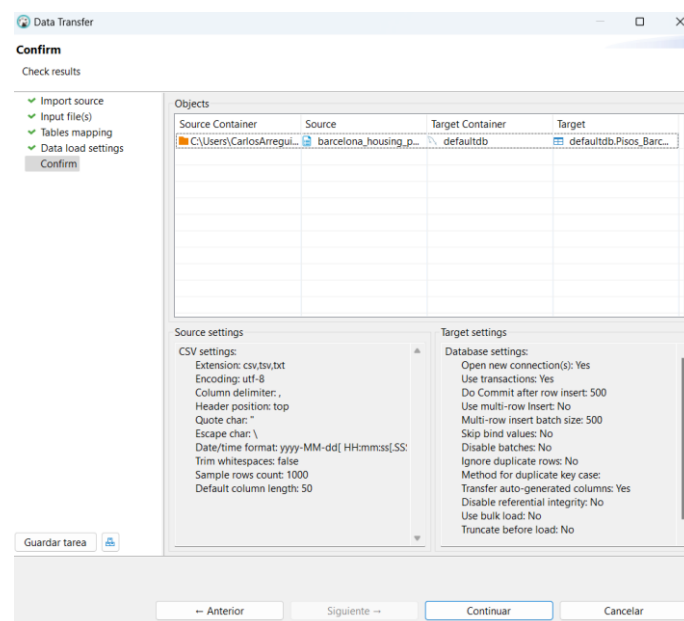 Data Transfer
Confirm
Check results
Import source
Input file(s)
Tables mapping
Data load settings
Confirm
Objects
Source Container Source Target Container Target
C:\Users\CarlosArregui... barcelona_housing_p... defaultdb defaultdb.Pisos_Barc...
Source settings
CSV settings:
Extension: csv,tsv,txt
Encoding: utf-8
Column delimiter: ,
Header position: top
Quote char: "
Escape char: \
Date/time format: yyyy-MM-dd[ HH:mm:ss[.SS
Trim whitespaces: false
Sample rows count: 1000
Default column length: 50
Target settings
Database settings:
Open new connection(s): Yes
Use transactions: Yes
Do Commit after row insert: 500
Use multi-row Insert: No
Multi-row insert batch size: 500
Skip bind values: No
Disable batches: No
Ignore duplicate rows: No
Method for duplicate key case:
Transfer auto-generated columns: Yes
Disable referential integrity: No
Use bulk load: No
Truncate before load: No
Guardar tarea
← Anterior Siguiente → Continuar Cancelar